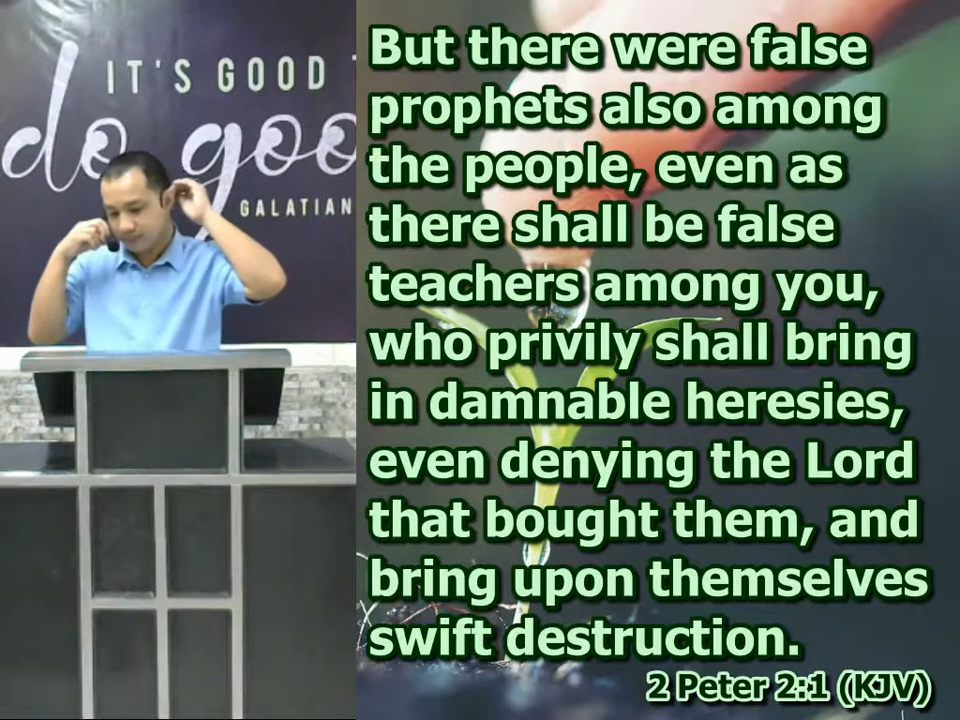 IT'S GOOD
do goo
GALATIAN
But there were false
prophets also among
the people, even as
there shall be false
teachers among you,
who privily shall bring
in damnable heresies,
even denying the Lord
that bought them, and
bring upon themselves
swift destruction.
2 Peter 2:1 (KJV)